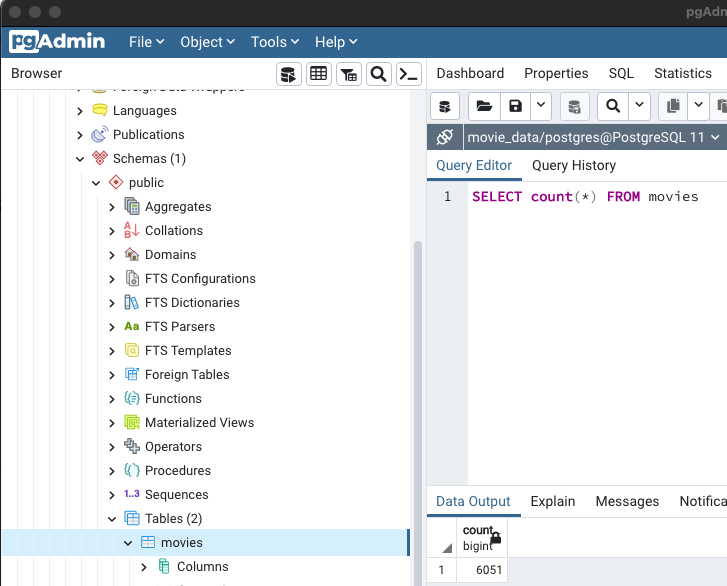 pgAdm
pgAdmin File Object Tools Help
Browser
Dashboard Properties SQL Statistics
Foreign Data Wrappers
Languages
Publications
Schemas (1)
public
Aggregates
Collations
Domains
FTS Configurations
FTS Dictionaries
Aa FTS Parsers
FTS Templates
Foreign Tables
Functions
Materialized Views
Operators
Procedures
1..3 Sequences
Tables (2)
movies
Columns
movie_data/postgres@PostgreSQL 11
Query Editor Query History
1 SELECT count(*) FROM movies
Data Output Explain Messages Notifica
count
bigint
1 6051